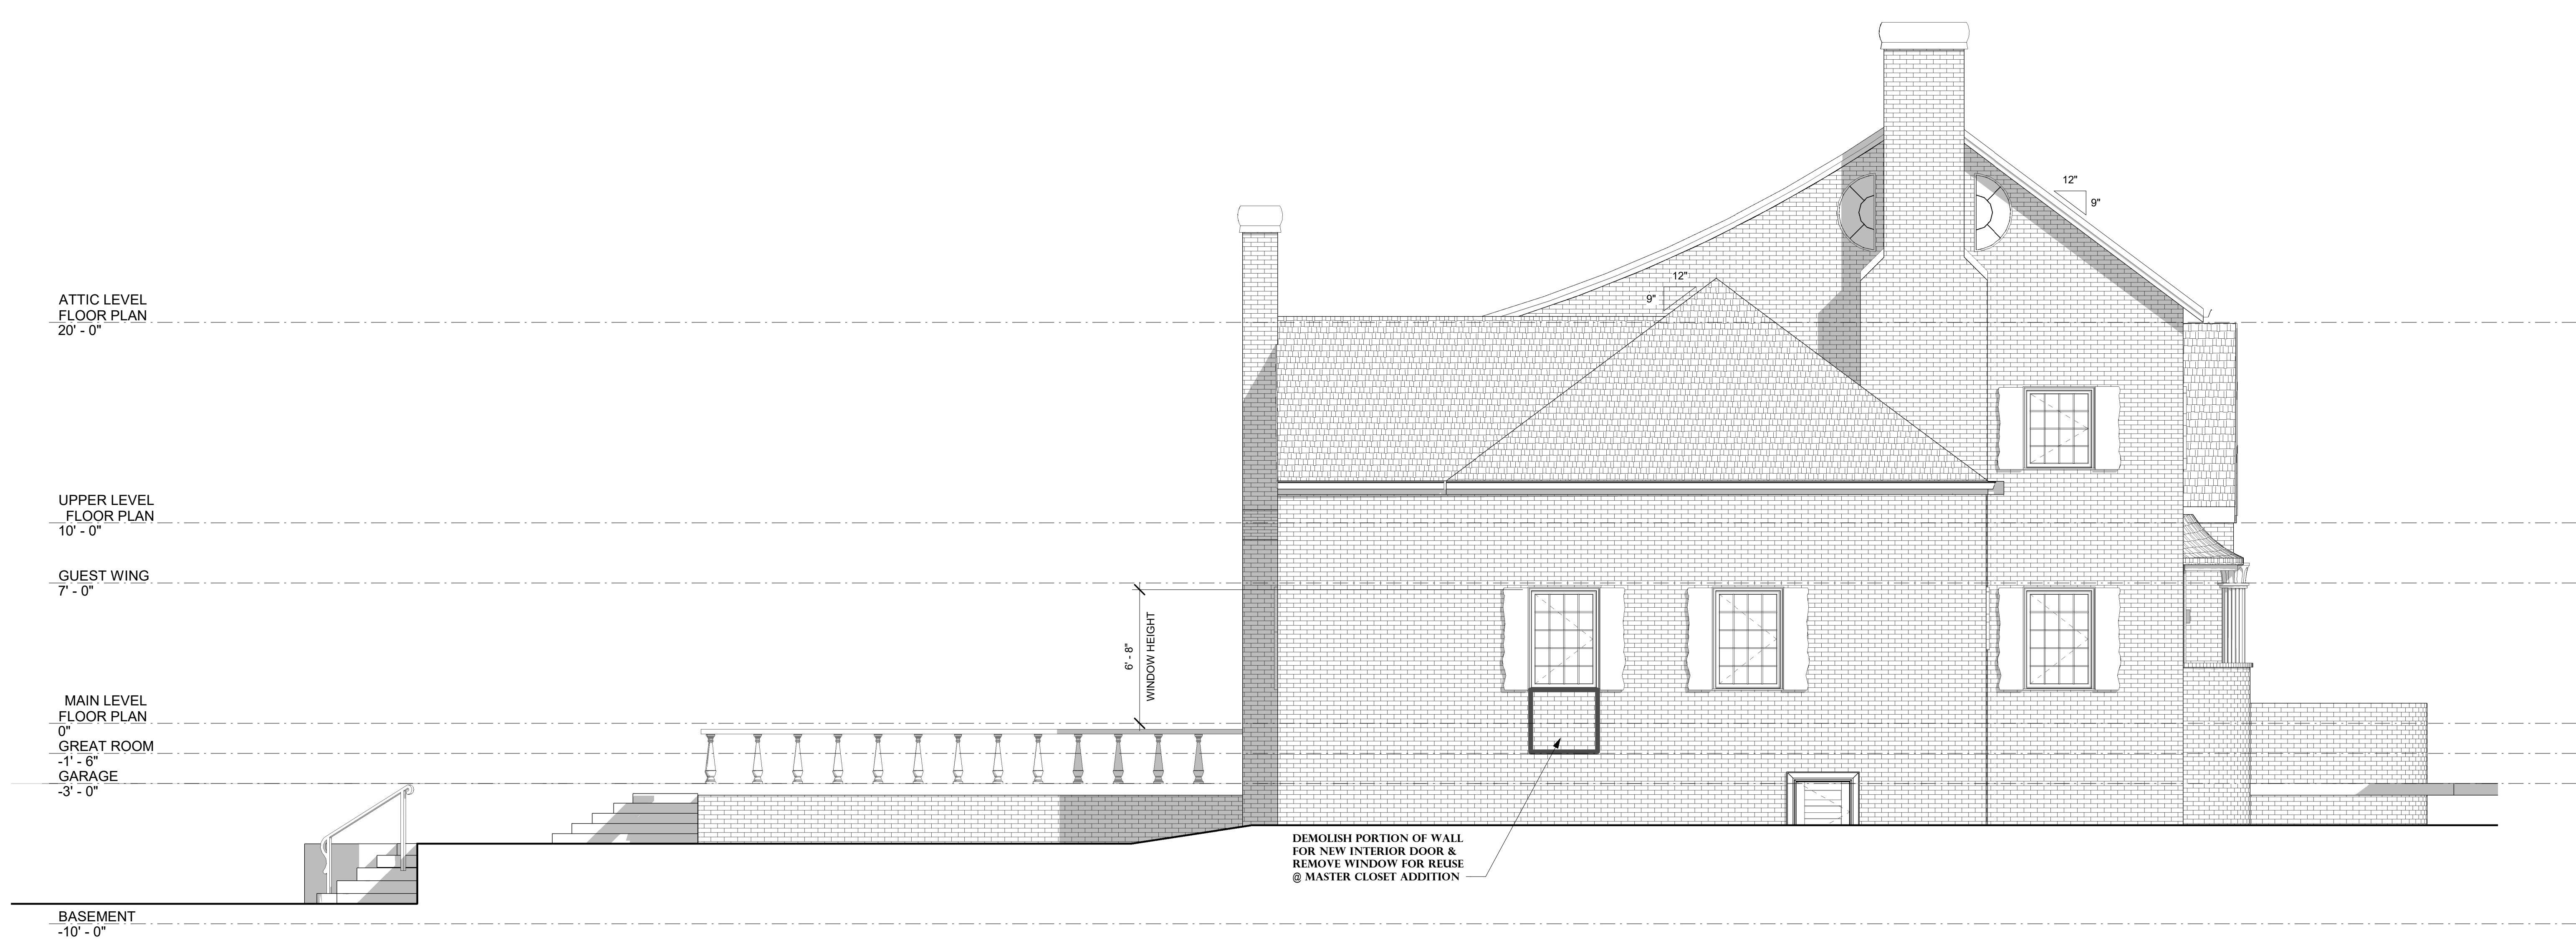 12"
9"
12"
9"
ATTIC LEVEL
FLOOR PLAN
20' - 0"
UPPER LEVEL
FLOOR PLAN
10' - 0"
GUEST WING
7' - 0"
6' - 8"
WINDOW HEIGHT
MAIN LEVEL
FLOOR PLAN
0"
GREAT ROOM
-1' - 6"
GARAGE
-3' - 0"
DEMOLISH PORTION OF WALL
FOR NEW INTERIOR DOOR &
REMOVE WINDOW FOR REUSE
@ MASTER CLOSET ADDITION
BASEMENT
-10' - 0"